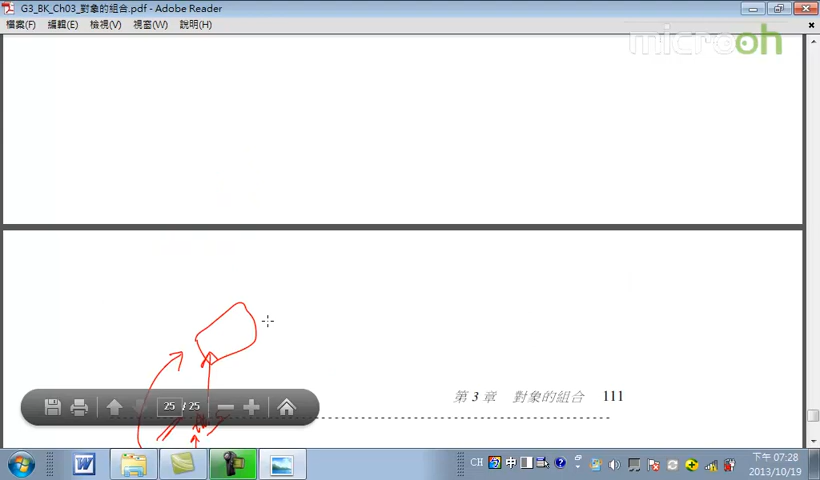 G3_BK_Ch03_對象的組合.pdf - Adobe Reader
檔案(F) 編輯(E) 檢視(V) 視窗(W) 說明(H)
microoh
25 / 25
第 3 章 對象的組合 111
CH 中
下午 07:28
2013/10/19